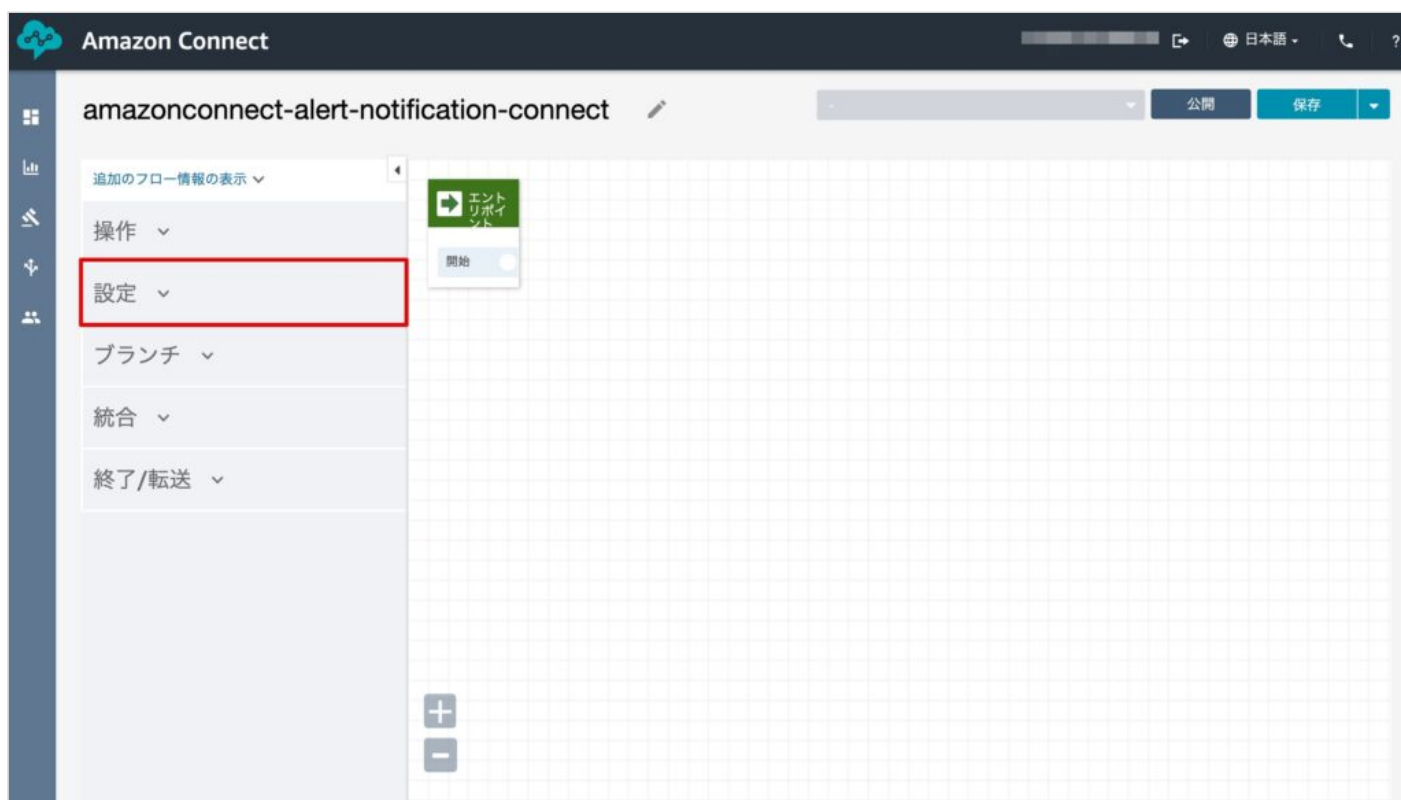 Amazon Connect
日本語
?
amazonconnect-alert-notification-connect
-
公開
保存
追加のフロー情報の表示
操作
設定
ブランチ
統合
終了/転送
エント
リポイ
ント
開始